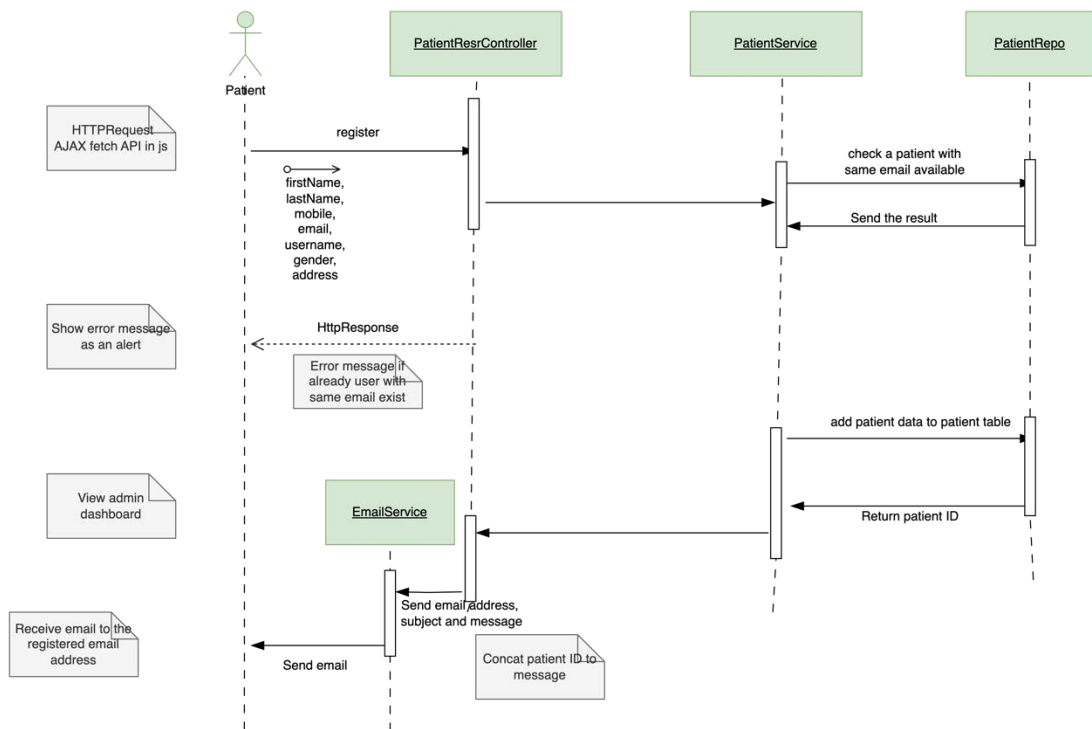 PatientResrController
PatientService
PatientRepo
Patient
HTTPRequest
AJAX fetch API in js
register
firstName,
lastName,
mobile,
email,
username,
gender,
address
check a patient with
same email available
Send the result
Show error message
as an alert
HttpResponse
Error message if
already user with
same email exist
add patient data to patient table
View admin
dashboard
EmailService
Return patient ID
Send email address,
subject and message
Receive email to the
registered email
address
Send email
Concat patient ID to
message